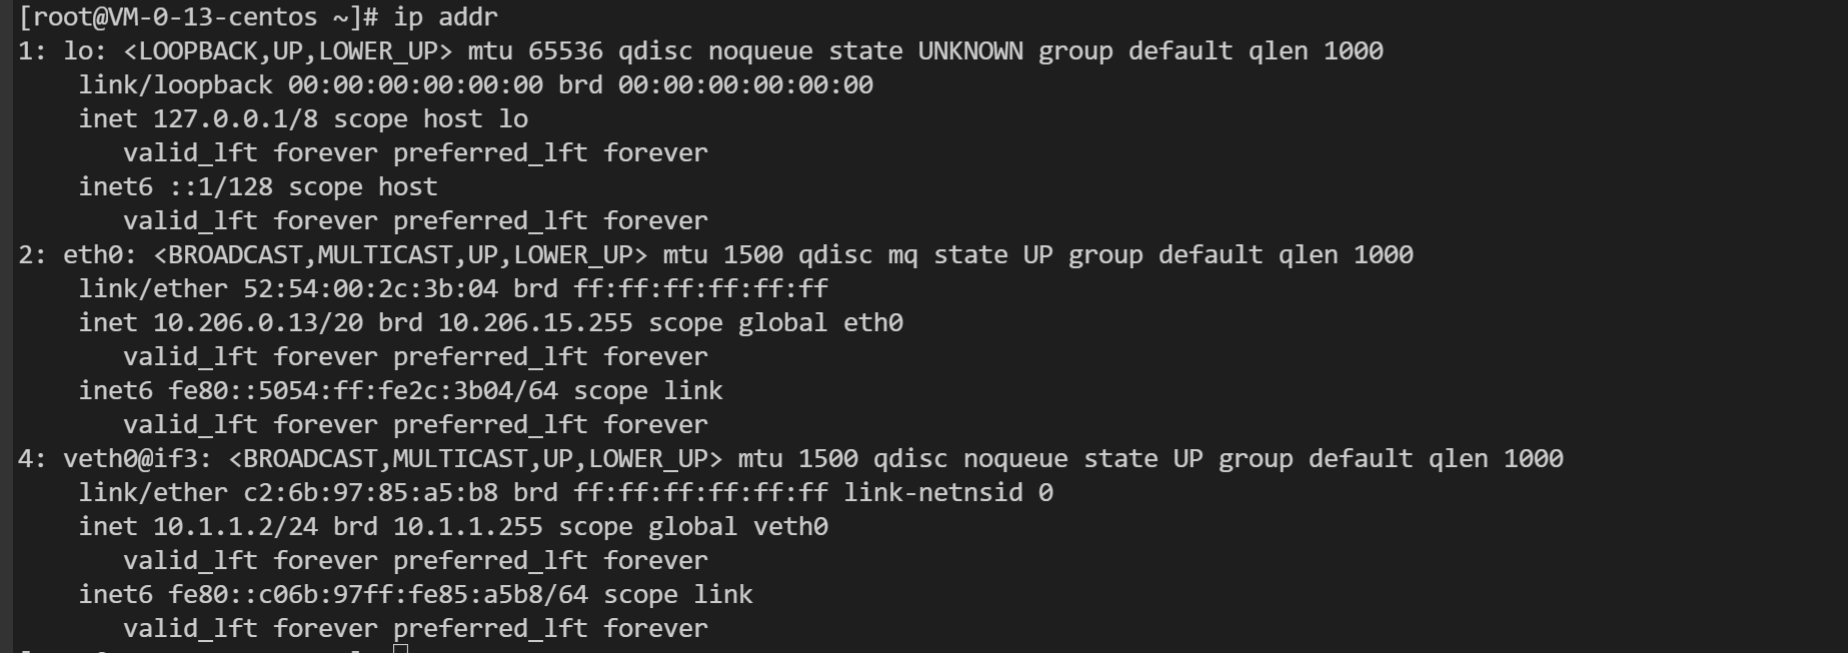 [root@VM-0-13-centos ~]# ip addr
1: lo: <LOOPBACK,UP,LOWER_UP> mtu 65536 qdisc noqueue state UNKNOWN group default qlen 1000
    link/loopback 00:00:00:00:00:00 brd 00:00:00:00:00:00
    inet 127.0.0.1/8 scope host lo
       valid_lft forever preferred_lft forever
    inet6 ::1/128 scope host
       valid_lft forever preferred_lft forever
2: eth0: <BROADCAST,MULTICAST,UP,LOWER_UP> mtu 1500 qdisc mq state UP group default qlen 1000
    link/ether 52:54:00:2c:3b:04 brd ff:ff:ff:ff:ff:ff
    inet 10.206.0.13/20 brd 10.206.15.255 scope global eth0
       valid_lft forever preferred_lft forever
    inet6 fe80::5054:ff:fe2c:3b04/64 scope link
       valid_lft forever preferred_lft forever
4: veth0@if3: <BROADCAST,MULTICAST,UP,LOWER_UP> mtu 1500 qdisc noqueue state UP group default qlen 1000
    link/ether c2:6b:97:85:a5:b8 brd ff:ff:ff:ff:ff:ff link-netnsid 0
    inet 10.1.1.2/24 brd 10.1.1.255 scope global veth0
       valid_lft forever preferred_lft forever
    inet6 fe80::c06b:97ff:fe85:a5b8/64 scope link
       valid_lft forever preferred_lft forever